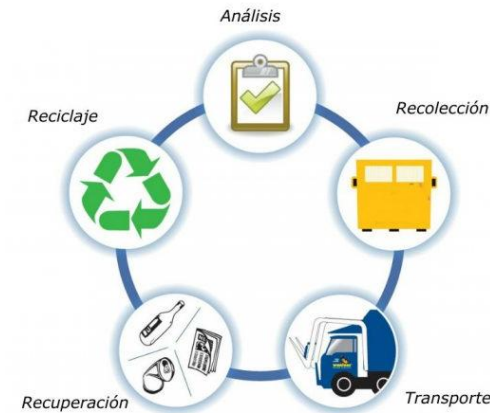 Análisis
Recolección
Reciclaje
Transporte
Recuperación